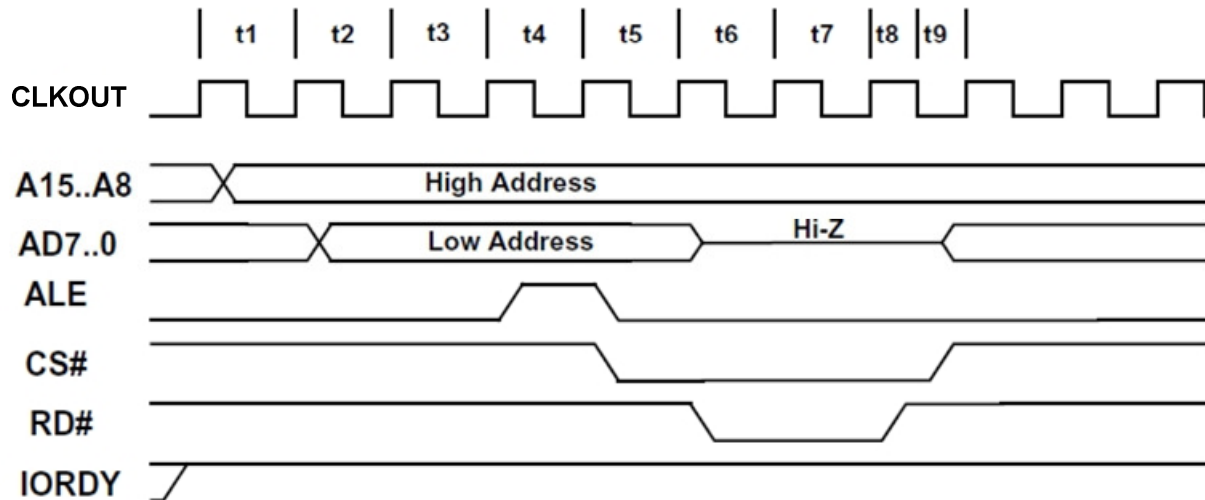 t1 t2 t3 t4 t5 t6 t7 t8 t9
CLKOUT
A15..A8 High Address
AD7..0 Low Address Hi-Z
ALE
CS#
RD#
IORDY